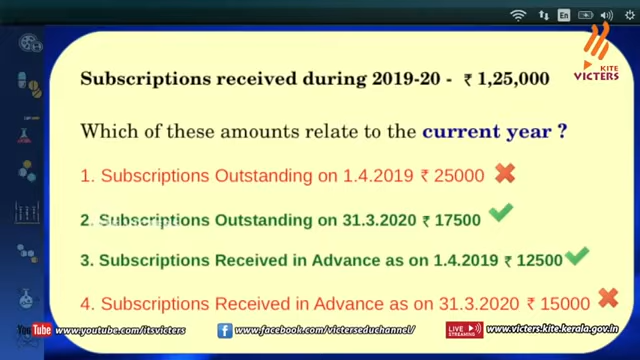 En
KITE
VICTERS
Subscriptions received during 2019-20 - ₹ 1,25,000
Which of these amounts relate to the current year ?
1. Subscriptions Outstanding on 1.4.2019 ₹ 25000
2. Subscriptions Outstanding on 31.3.2020 ₹ 17500
3. Subscriptions Received in Advance as on 1.4.2019 ₹ 12500
4. Subscriptions Received in Advance as on 31.3.2020 ₹ 15000
YouTube www.youtube.com/itsvicters
f www.facebook.com/victerseduchannel/
LIVE STREAMING www.victers.kite.kerala.gov.in